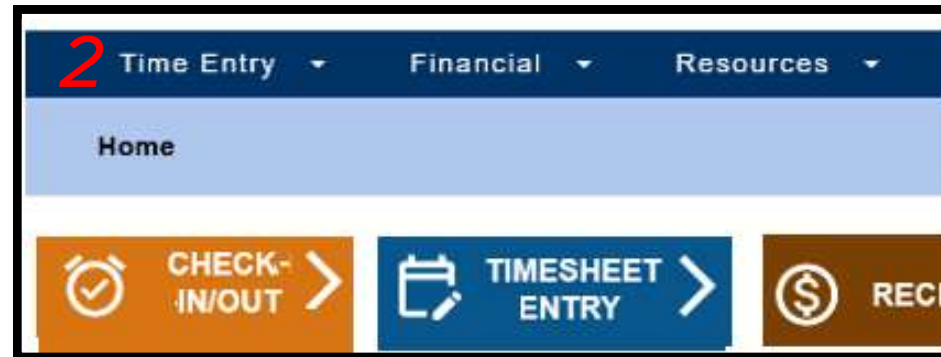 2 Time Entry Financial Resources
Home
CHECK-
IN/OUT
TIMESHEET
ENTRY